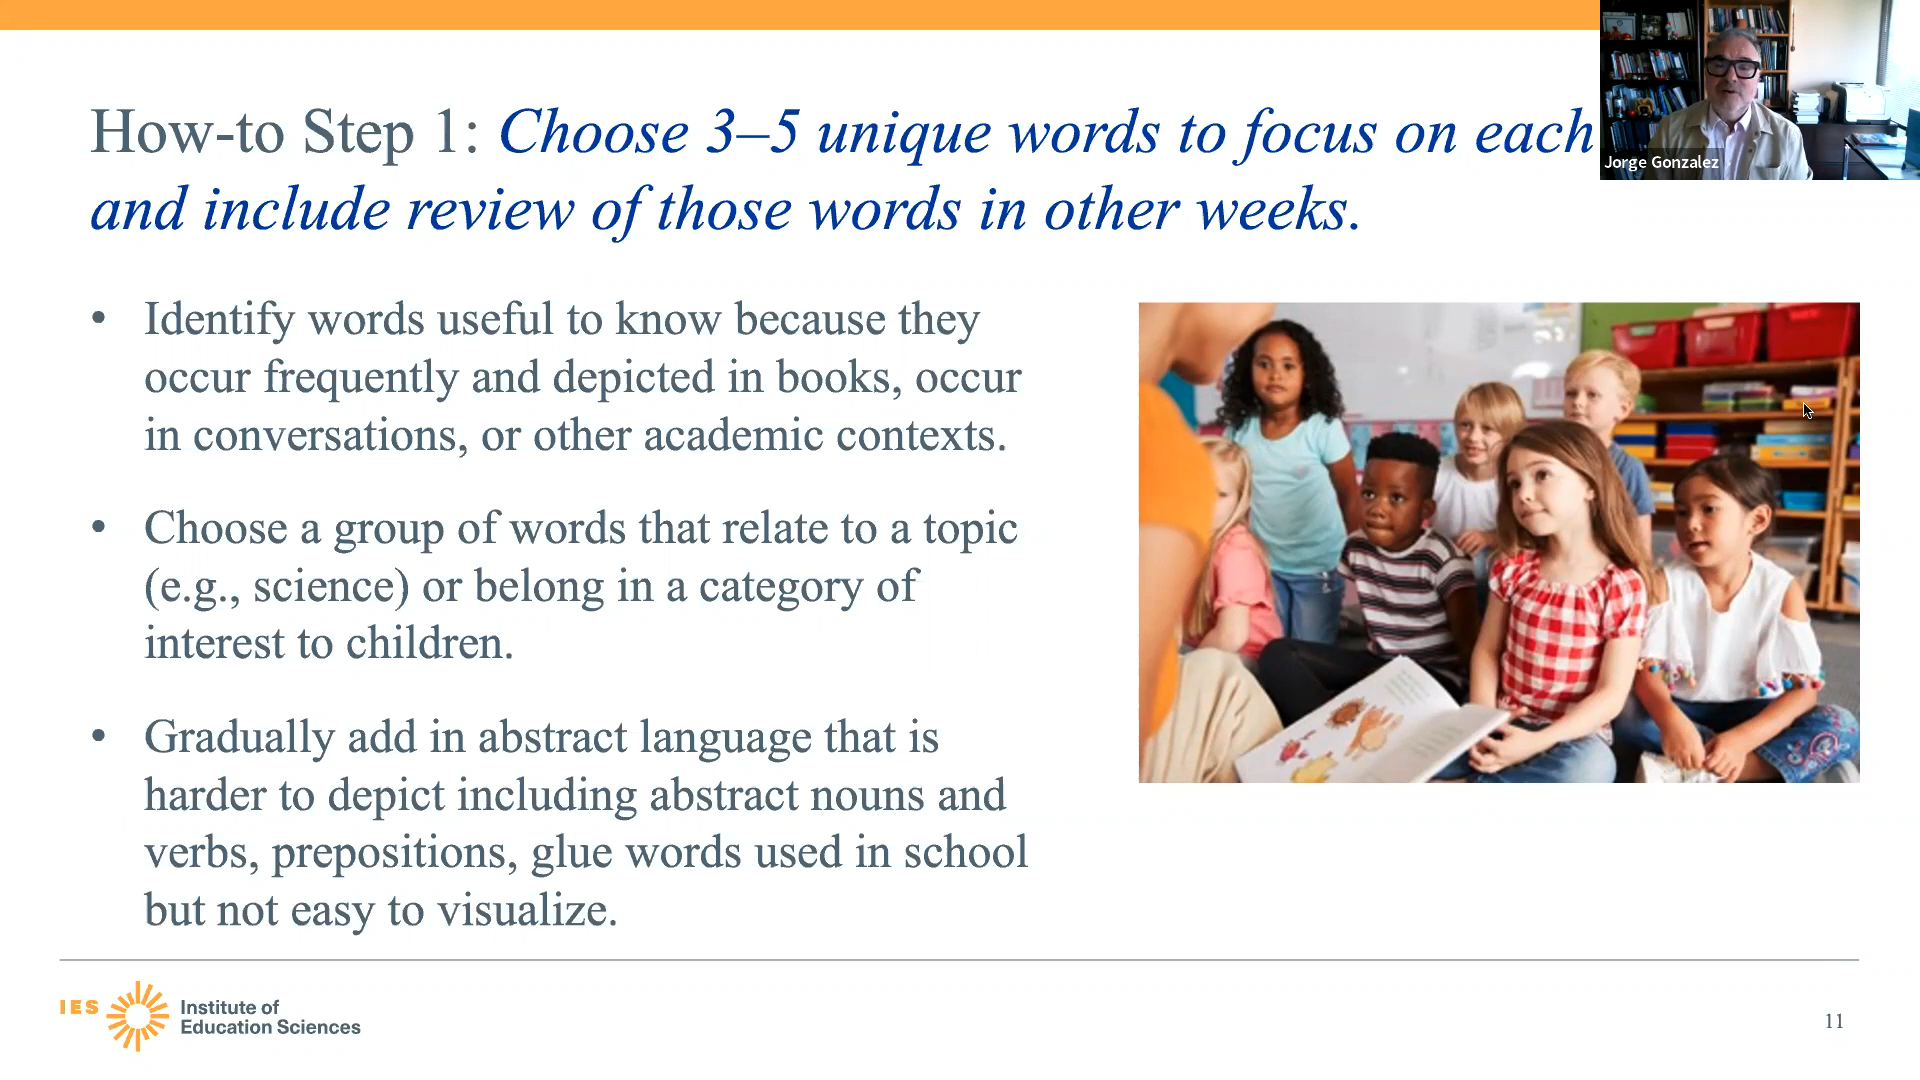 How-to Step 1: Choose 3–5 unique words to focus on each
and include review of those words in other weeks.
Jorge Gonzalez
• Identify words useful to know because they
occur frequently and depicted in books, occur
in conversations, or other academic contexts.
• Choose a group of words that relate to a topic
(e.g., science) or belong in a category of
interest to children.
• Gradually add in abstract language that is
harder to depict including abstract nouns and
verbs, prepositions, glue words used in school
but not easy to visualize.
IES
Institute of
Education Sciences
11